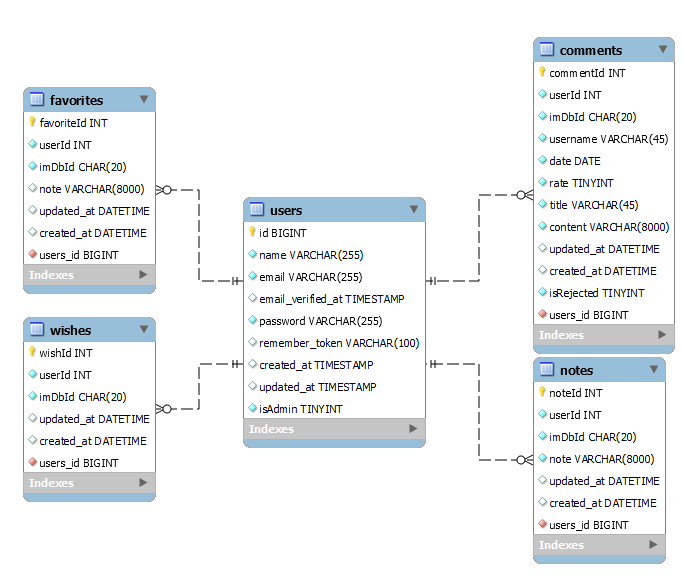 favorites
favoriteId INT
userId INT
imDbId CHAR(20)
note VARCHAR(8000)
updated_at DATETIME
created_at DATETIME
users_id BIGINT
Indexes
wishes
wishId INT
userId INT
imDbId CHAR(20)
updated_at DATETIME
created_at DATETIME
users_id BIGINT
Indexes
users
id BIGINT
name VARCHAR(255)
email VARCHAR(255)
email_verified_at TIMESTAMP
password VARCHAR(255)
remember_token VARCHAR(100)
created_at TIMESTAMP
updated_at TIMESTAMP
isAdmin TINYINT
Indexes
comments
commentId INT
userId INT
imDbId CHAR(20)
username VARCHAR(45)
date DATE
rate TINYINT
title VARCHAR(45)
content VARCHAR(8000)
updated_at DATETIME
created_at DATETIME
isRejected TINYINT
users_id BIGINT
Indexes
notes
noteId INT
userId INT
imDbId CHAR(20)
note VARCHAR(8000)
updated_at DATETIME
created_at DATETIME
users_id BIGINT
Indexes